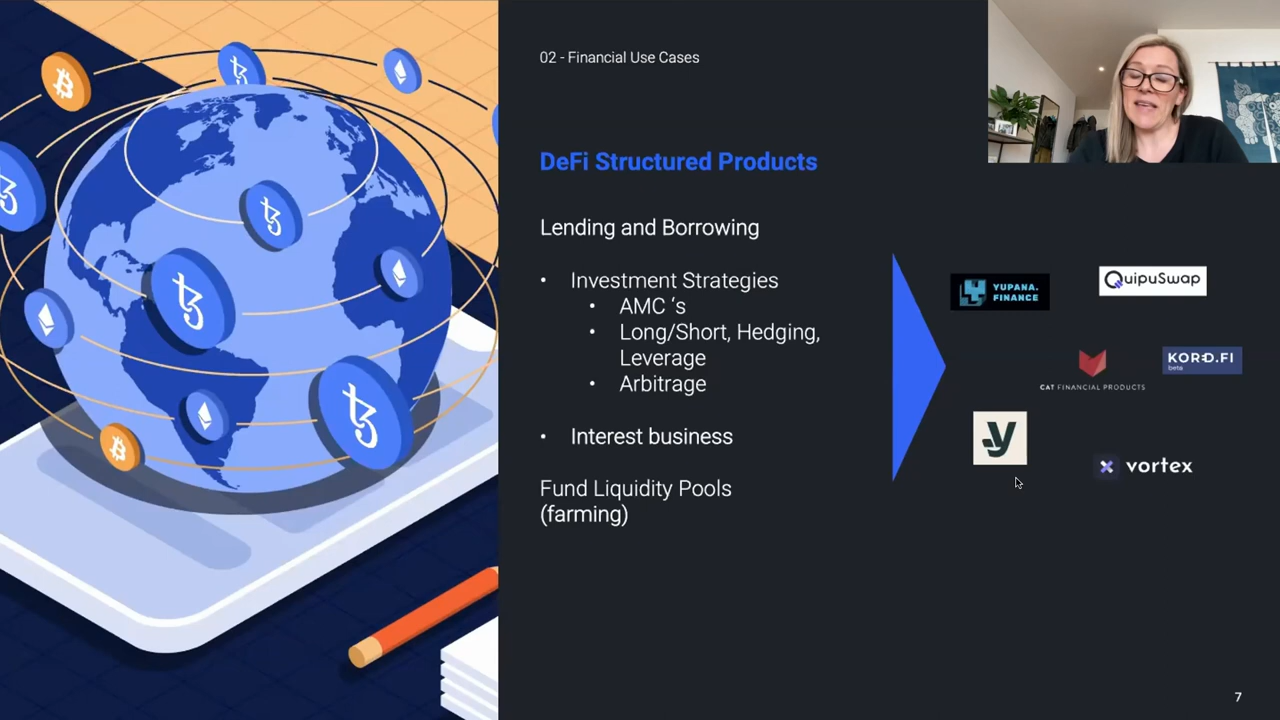 02 - Financial Use Cases
DeFi Structured Products
Lending and Borrowing
• Investment Strategies
• AMC ‘s
• Long/Short, Hedging,
Leverage
• Arbitrage
• Interest business
Fund Liquidity Pools
(farming)
YUPANA.
FINANCE
QuipuSwap
CAT FINANCIAL PRODUCTS
KORD.FI
beta
y
vortex
7